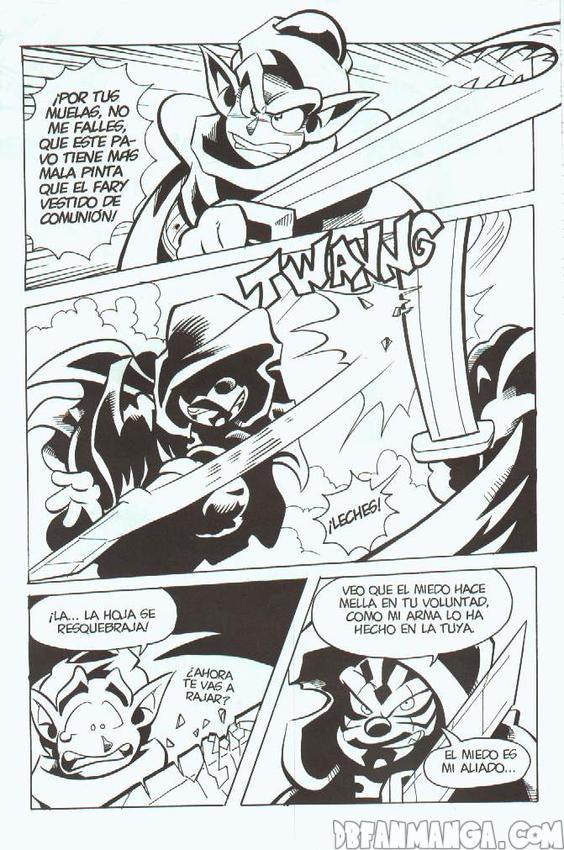 ¡POR TUS
MUELAS, NO
ME FALLES,
QUE ESTE PA-
VO TIENE MÁS
MALA PINTA
QUE EL FARY
VESTIDO DE
COMUNIÓN!
TWAYNG
¡LECHES!
¡LA... LA HOJA SE
RESQUEBRAJA!
¿AHORA
TE VAS A
RAJAR?
VEO QUE EL MIEDO HACE
MELLA EN TU VOLUNTAD,
COMO MI ARMA LO HA
HECHO EN LA TUYA.
EL MIEDO ES
MI ALIADO...
DBFANMANGA.COM